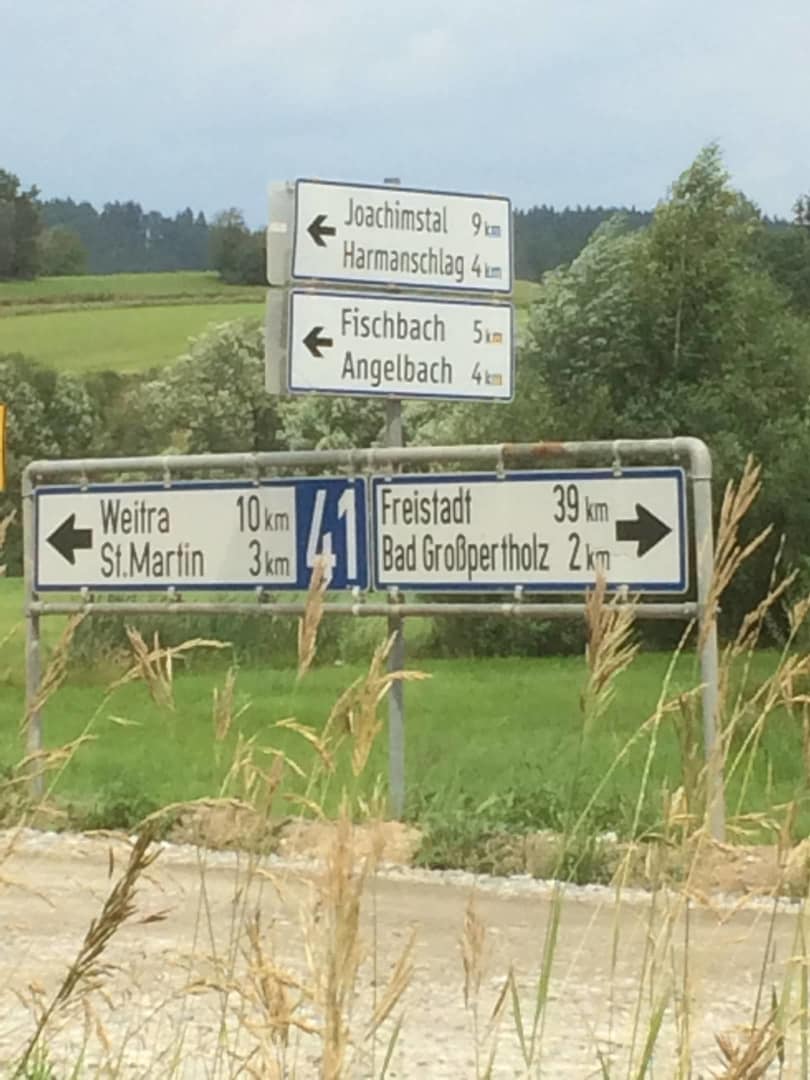 Joachimstal 9 km
Harmanschlag 4 km
Fischbach 5 km
Angelbach 4 km
Weitra 10 km
St.Martin 3 km
41
Freistadt 39 km
Bad Großpertholz 2 km